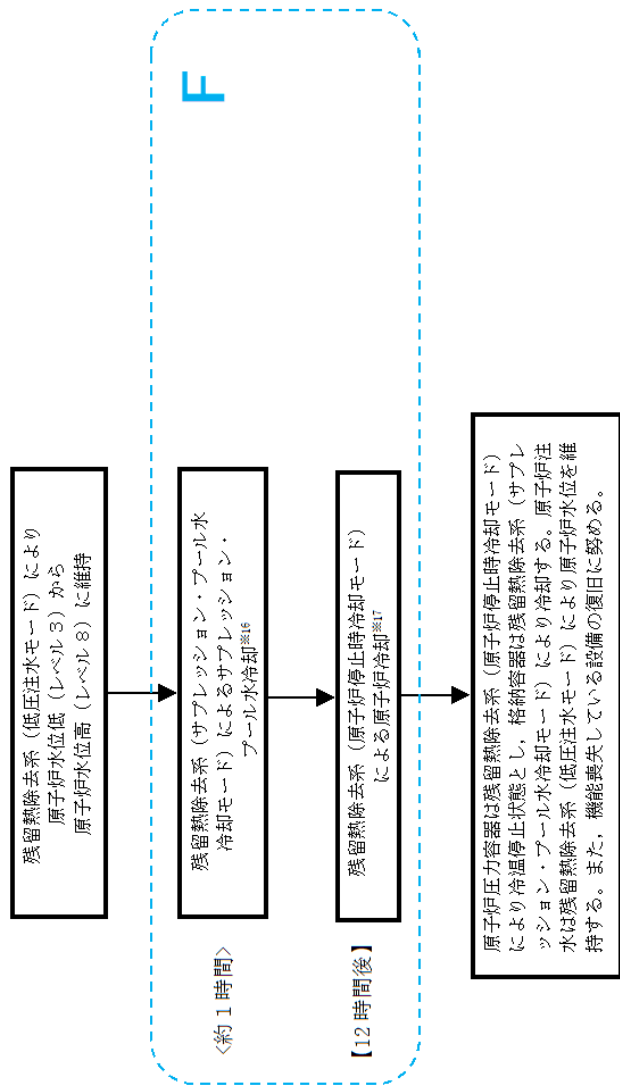 残留熱除去系（低圧注水モード）により
原子炉水位低（レベル３）から
原子炉水位高（レベル８）に維持
F
<約１時間>
残留熱除去系（サプレッション・プール水
冷却モード）によるサプレッション・
プール水冷却※16
【12 時間後】
残留熱除去系（原子炉停止時冷却モード）
による原子炉冷却※17
原子炉圧力容器は残留熱除去系（原子炉停止時冷却モード）
により冷温停止状態とし，格納容器は残留熱除去系（サプレ
ッション・プール水冷却モード）により冷却する。原子炉注
水は残留熱除去系（低圧注水モード）により原子炉水位を維
持する。また，機能喪失している設備の復旧に努める。